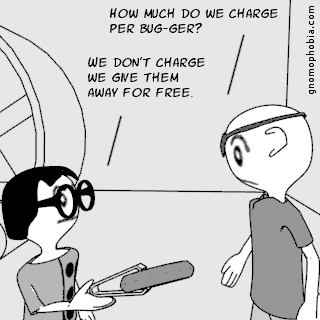 HOW MUCH DO WE CHARGE
PER BUG-GER?
WE DON'T CHARGE
WE GIVE THEM
AWAY FOR FREE.
gnomophobia.com